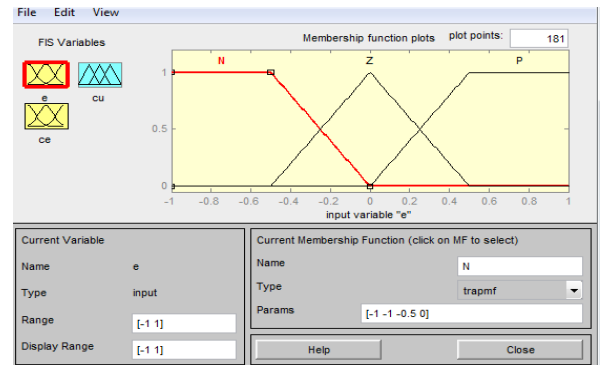 File Edit View
FIS Variables
e
cu
ce
Membership function plots
plot points:
181
N
Z
P
1
0.5
0
-1 -0.8 -0.6 -0.4 -0.2 0 0.2 0.4 0.6 0.8 1
input variable "e"
Current Variable
Name e
Type input
Range [-1 1]
Display Range [-1 1]
Current Membership Function (click on MF to select)
Name N
Type trapmf
Params [-1 -1 -0.5 0]
Help Close